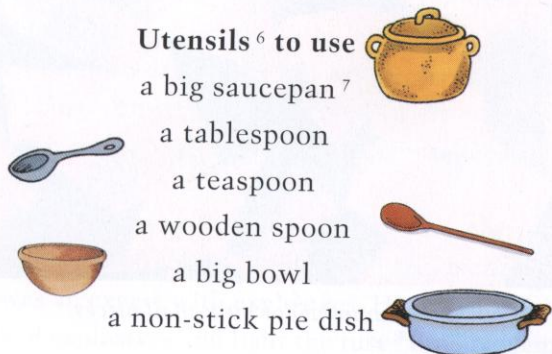 Utensils ⁶ to use
a big saucepan ⁷
a tablespoon
a teaspoon
a wooden spoon
a big bowl
a non-stick pie dish